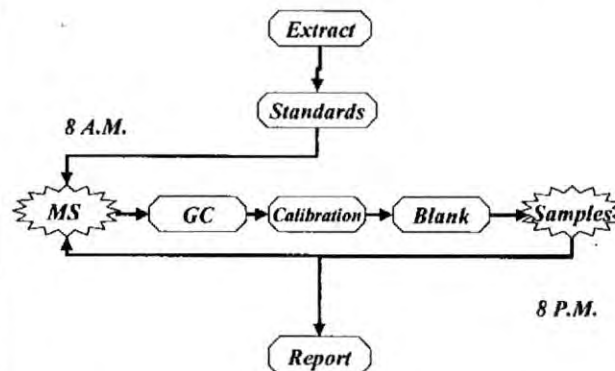 Extract
Standards
8 A.M.
MS
GC
Calibration
Blank
Samples
8 P.M.
Report